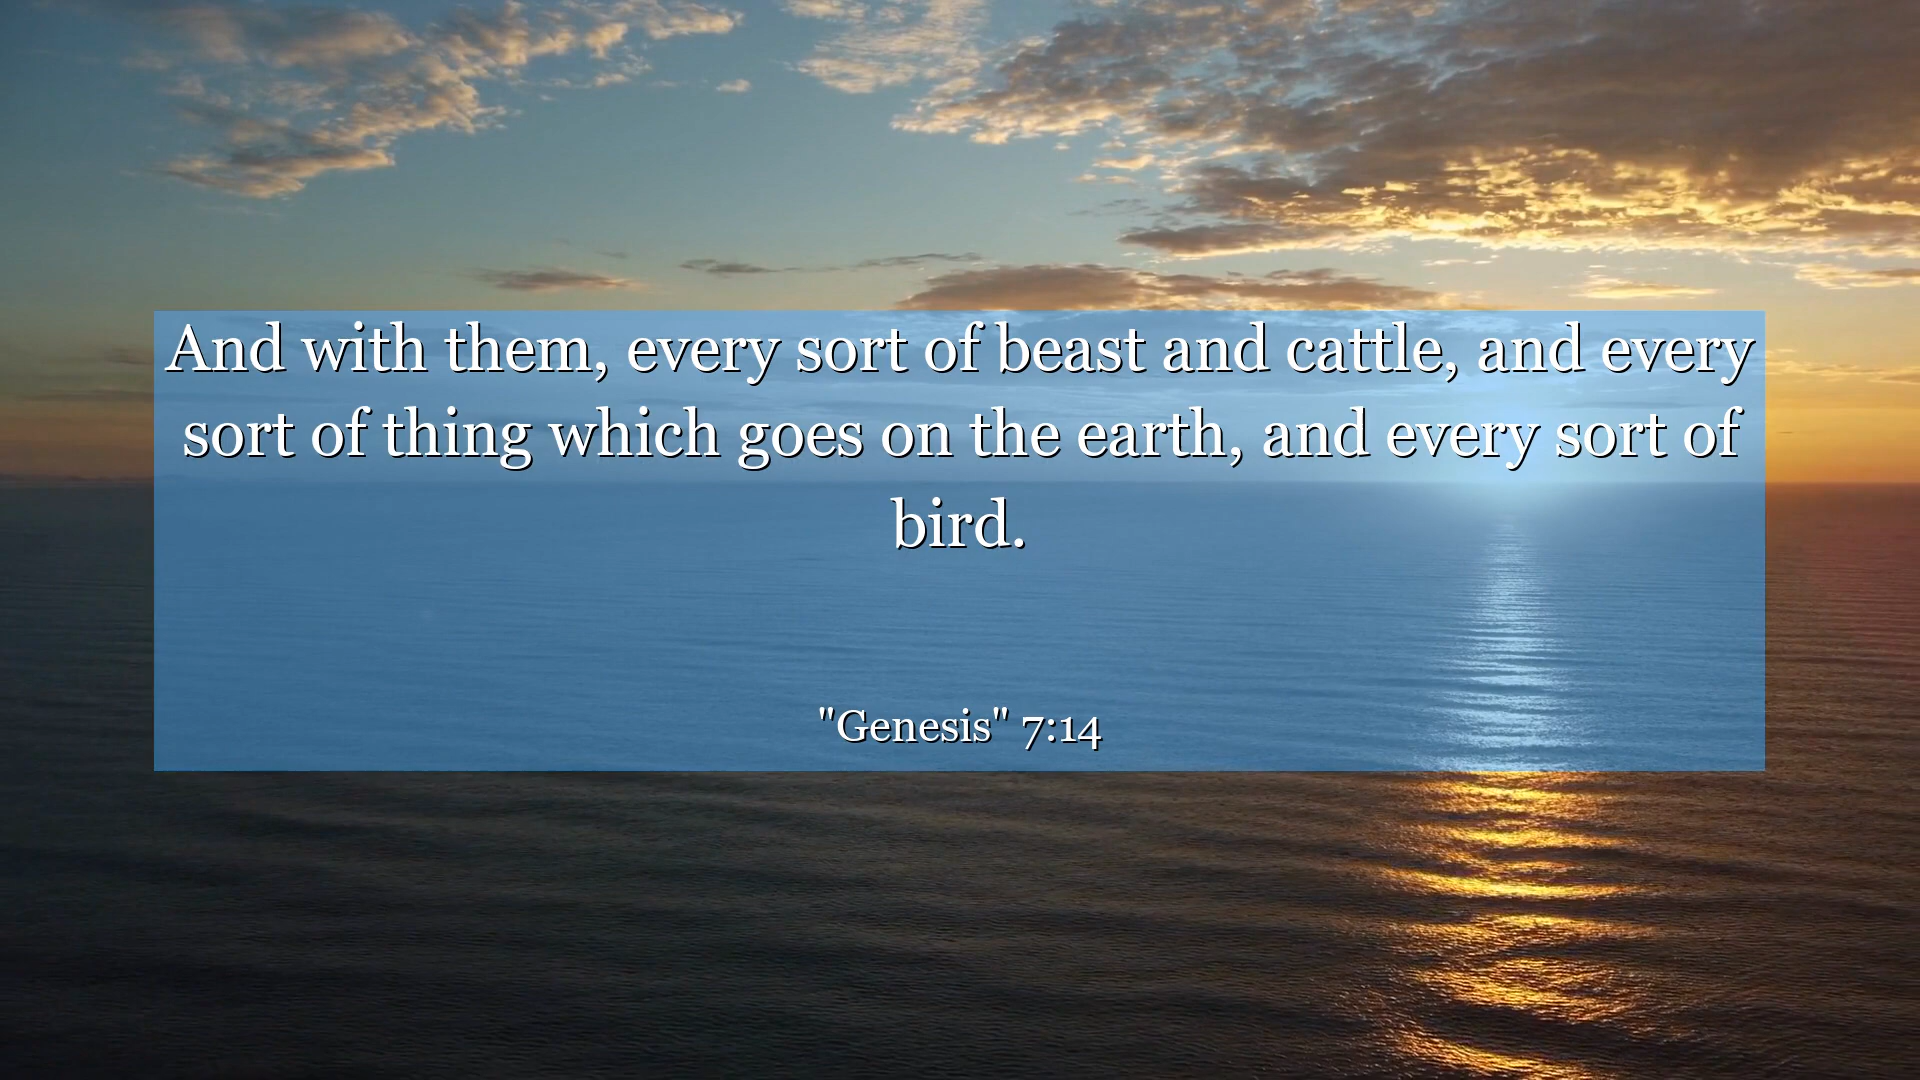 And with them, every sort of beast and cattle, and every
sort of thing which goes on the earth, and every sort of
bird.
"Genesis" 7:14